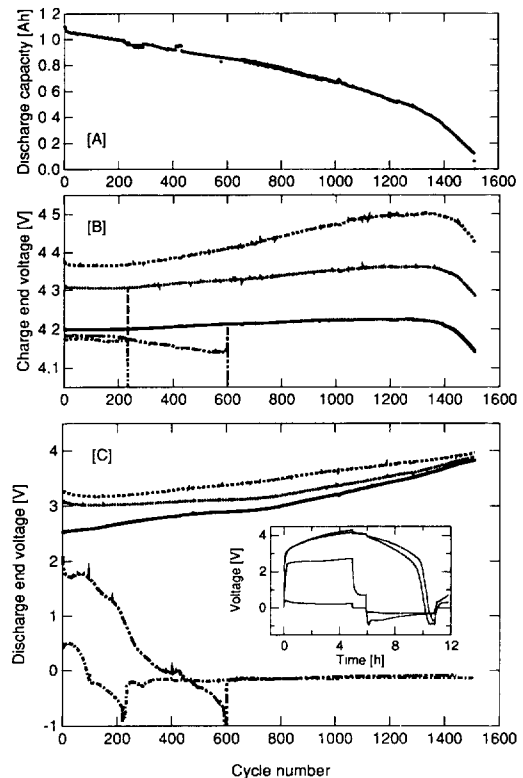 Discharge capacity [Ah]
1 2
1 0
0 8
0 6
0 4
0 2
0.0
[A]
0 200 400 600 800 1000 1200 1400 1600
Charge end voltage [V]
4 5
4 4
4 3
4.2
4.1
[B]
0 200 400 600 800 1000 1200 1400 1600
Discharge end voltage [V]
4
3
2
1
0
-1
[C]
Voltage [V]
4
2
0
0 4 8 12
Time [h]
0 200 400 600 800 1000 1200 1400 1600
Cycle number